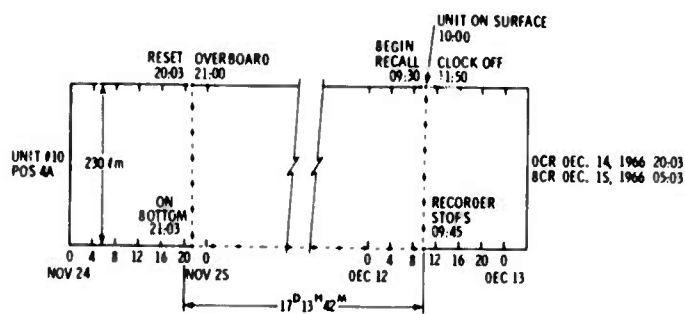 UNIT ON SURFACE
10:00
RESET
20:03
OVERBOARD
21:00
BEGIN
RECALL
09:30
CLOCK OFF
11:50
UNIT #10
POS 4A
230 fm
ON
BOTTOM
21:03
RECORDER
STOPS
09:45
OCR DEC. 14, 1966 20:03
BCR DEC. 15, 1966 05:03
0 4 8 12 16 20 0
0 4 8 12 16 20 0
NOV 24
NOV 25
DEC 12
DEC 13
17D13H42M